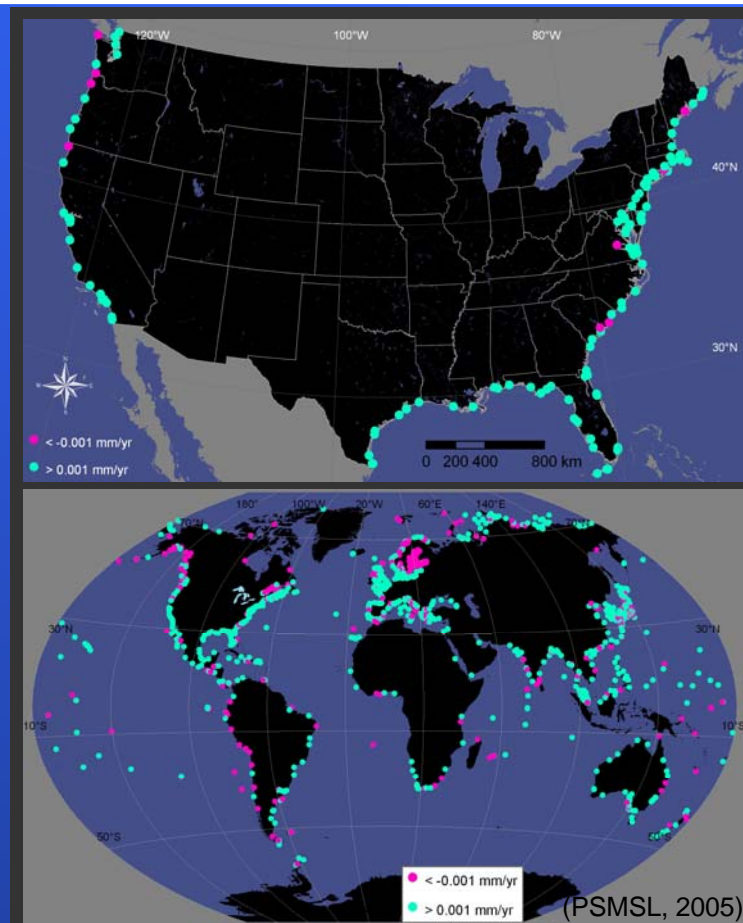 120°W 100°W 80°W
40°N
30°N
N
< -0.001 mm/yr
> 0.001 mm/yr
0 200 400 800 km
180° 100°W 20°W 60°E 140°E
70°N 70°N
30°N 30°N
10°S 10°S
50°S 50°S
< -0.001 mm/yr
> 0.001 mm/yr
(PSMSL, 2005)